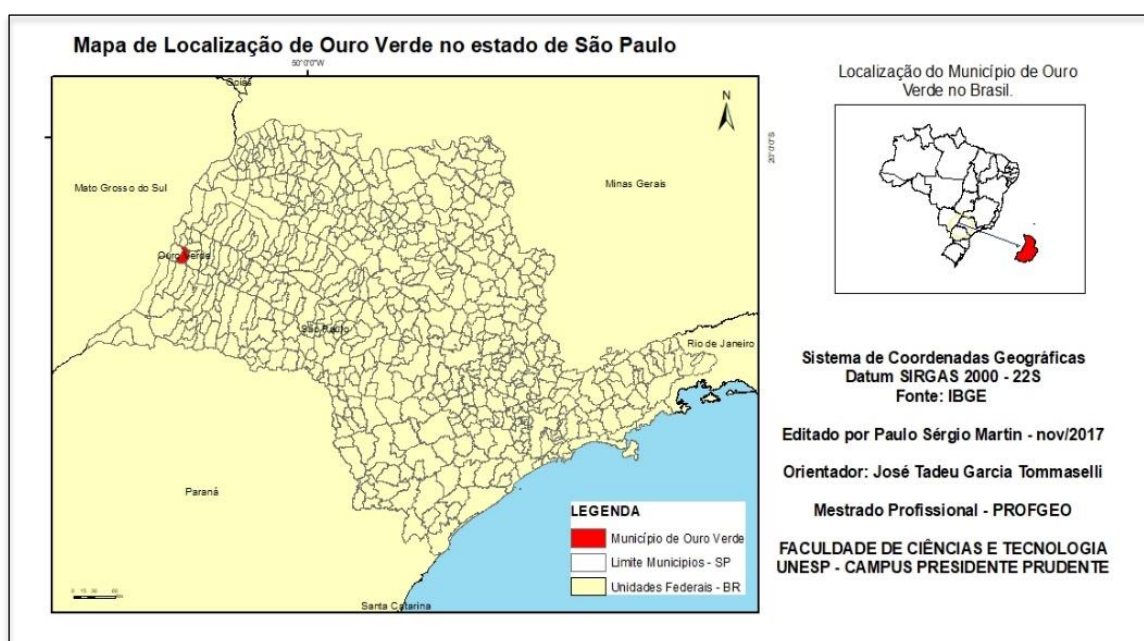 Mapa de Localização de Ouro Verde no estado de São Paulo
50°0'0"W
20°0'0"S
Goiás
N
Mato Grosso do Sul
Minas Gerais
Ouro Verde
São Paulo
Rio de Janeiro
Paraná
Santa Catarina
LEGENDA
Município de Ouro Verde
Limite Municípios - SP
Unidades Federais - BR
Localização do Município de Ouro
Verde no Brasil.
Sistema de Coordenadas Geográficas
Datum SIRGAS 2000 - 22S
Fonte: IBGE
Editado por Paulo Sérgio Martin - nov/2017
Orientador: José Tadeu Garcia Tommaselli
Mestrado Profissional - PROFGEO
FACULDADE DE CIÊNCIAS E TECNOLOGIA
UNESP - CAMPUS PRESIDENTE PRUDENTE